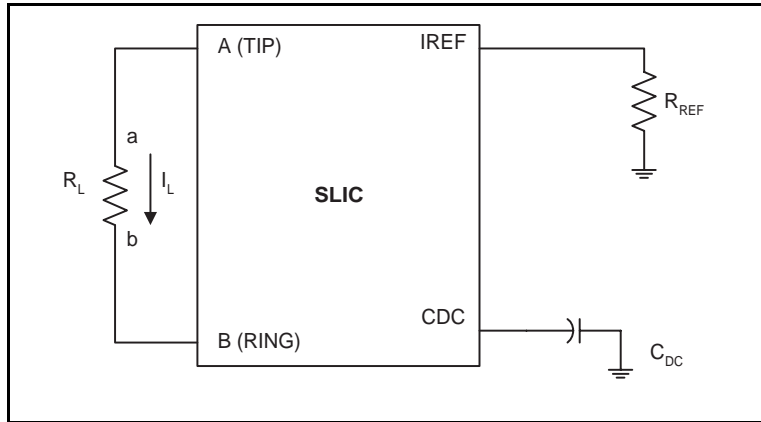 A (TIP)
IREF
R_REF
a
R_L
I_L
SLIC
b
CDC
B (RING)
C_DC